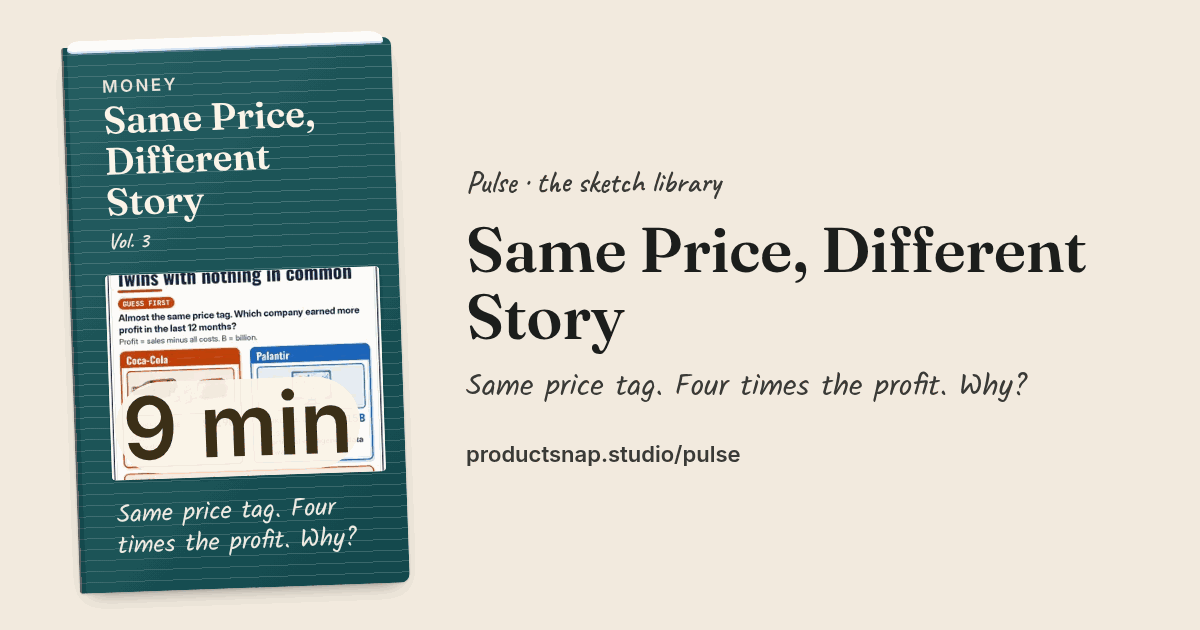 MONEY
Same Price,
Different
Story
Vol. 3
Twins with nothing in common
GUESS FIRST
Almost the same price tag. Which company earned more
profit in the last 12 months?
Profit = sales minus all costs. B = billion.
Coca-Cola
Palantir
B
9 min
Same price tag. Four
times the profit. Why?
Pulse · the sketch library
Same Price, Different
Story
Same price tag. Four times the profit. Why?
productsnap.studio/pulse